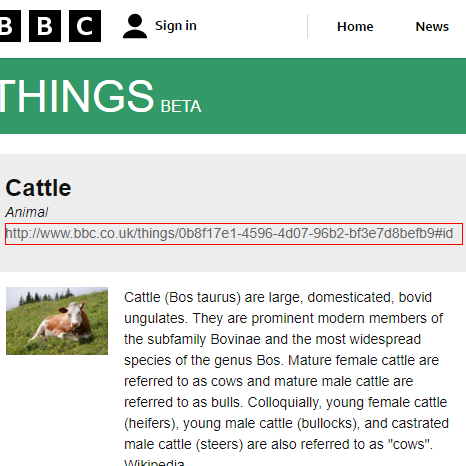 BBC Sign in Home News
THINGS BETA
Cattle
Animal
http://www.bbc.co.uk/things/0b8f17e1-4596-4d07-96b2-bf3e7d8befb9#id
Cattle (Bos taurus) are large, domesticated, bovid
ungulates. They are prominent modern members of
the subfamily Bovinae and the most widespread
species of the genus Bos. Mature female cattle are
referred to as cows and mature male cattle are
referred to as bulls. Colloquially, young female cattle
(heifers), young male cattle (bullocks), and castrated
male cattle (steers) are also referred to as "cows".
Wikipedia